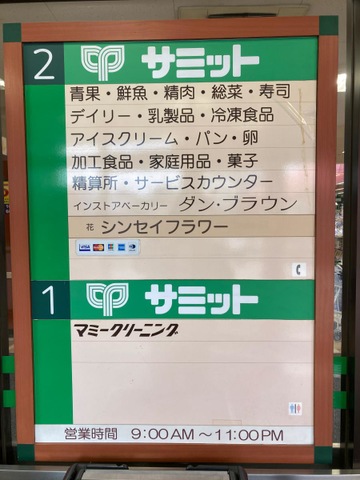 2 サミット
青果・鮮魚・精肉・総菜・寿司
デイリー・乳製品・冷凍食品
アイスクリーム・パン・卵
加工食品・家庭用品・菓子
精算所・サービスカウンター
インストアベーカリー ダン・ブラウン
花 シンセイフラワー
VISA
1 サミット
マミークリーニング
営業時間 9:00AM～11:00PM